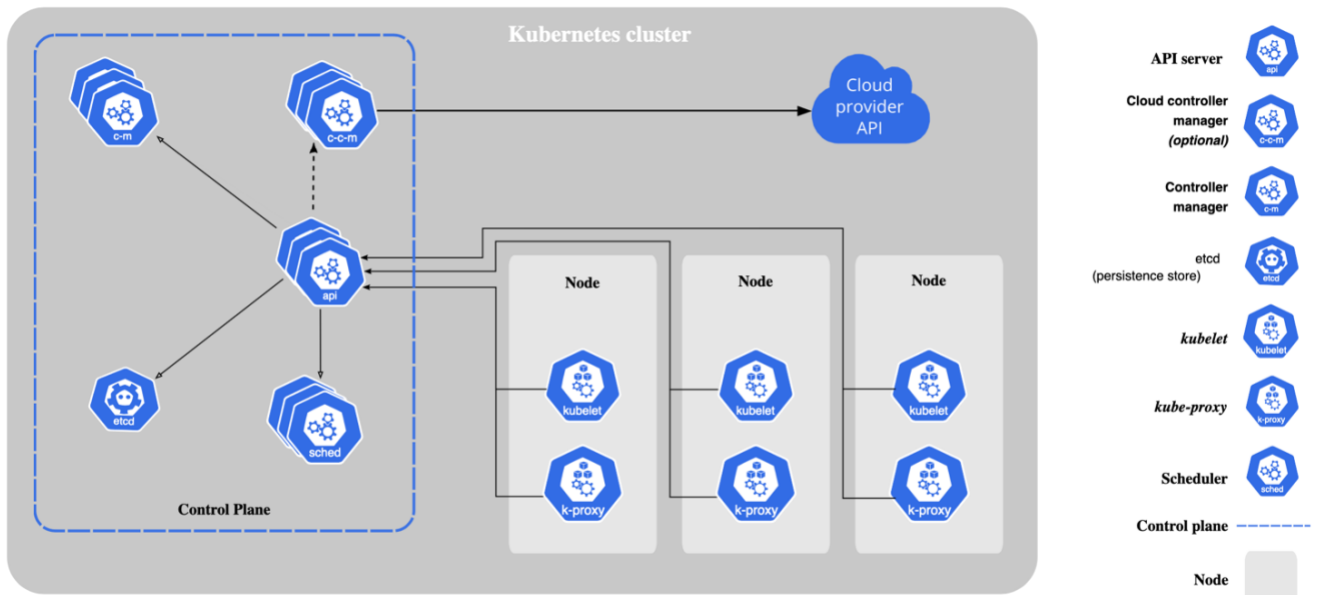 Kubernetes cluster
c-m
c-c-m
Cloud
provider
API
api
Node
Node
Node
kubelet
kubelet
kubelet
etcd
sched
k-proxy
k-proxy
k-proxy
Control Plane
API server
api
Cloud controller
manager
(optional)
c-c-m
Controller
manager
c-m
etcd
(persistence store)
etcd
kubelet
kubelet
kube-proxy
k-proxy
Scheduler
sched
Control plane
Node